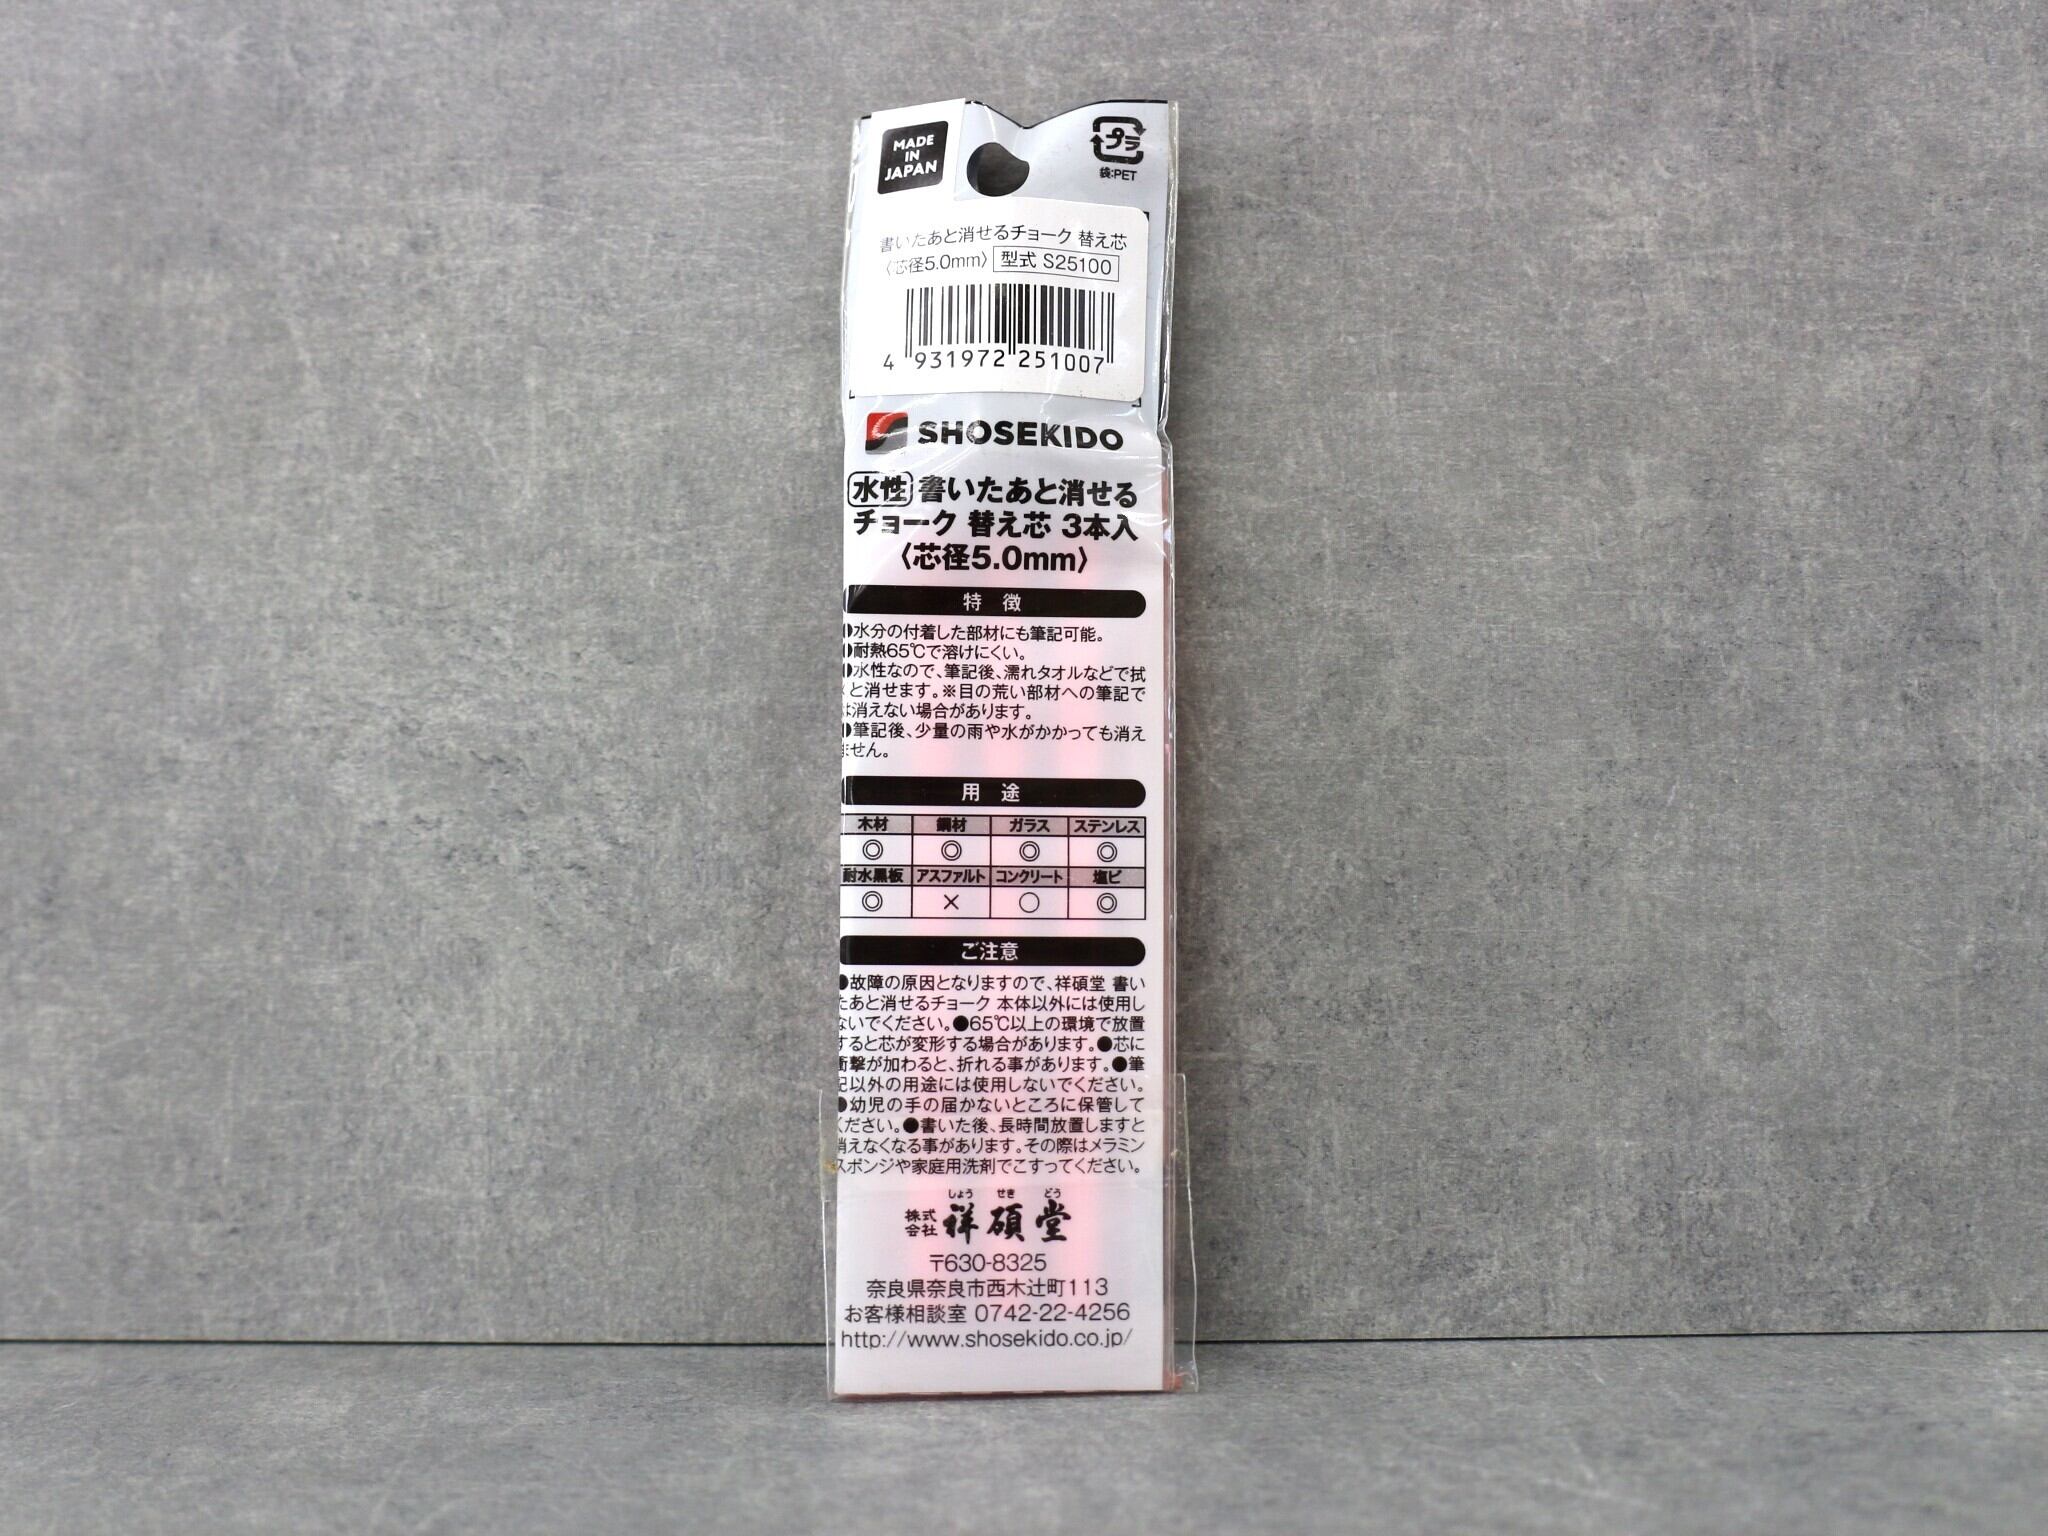 MADE
IN
JAPAN
プラ
袋:PET
書いたあと消せるチョーク 替え芯
〈芯径5.0mm〉 型式 S25100
4 931972 251007
SHOSEKIDO
水性 書いたあと消せる
チョーク 替え芯 3本入
〈芯径5.0mm〉
特 徴
●水分の付着した部材にも筆記可能。
●耐熱65℃で溶けにくい。
●水性なので、筆記後、濡れタオルなどで拭
くと消せます。※目の荒い部材への筆記で
は消えない場合があります。
●筆記後、少量の雨や水がかかっても消え
ません。
用 途
木材 鋼材 ガラス ステンレス
◎ ◎ ◎ ◎
耐水黒板 アスファルト コンクリート 塩ビ
◎ × ○ ◎
ご注意
●故障の原因となりますので、祥碩堂 書い
たあと消せるチョーク 本体以外には使用し
ないでください。●65℃以上の環境で放置
すると芯が変形する場合があります。●芯に
衝撃が加わると、折れる事があります。●筆
記以外の用途には使用しないでください。
●幼児の手の届かないところに保管して
ください。●書いた後、長時間放置しますと
消えなくなる事があります。その際はメラミン
スポンジや家庭用洗剤でこすってください。
しょう せき どう
株式会社 祥碩堂
〒630-8325
奈良県奈良市西木辻町113
お客様相談室 0742-22-4256
http://www.shosekido.co.jp/